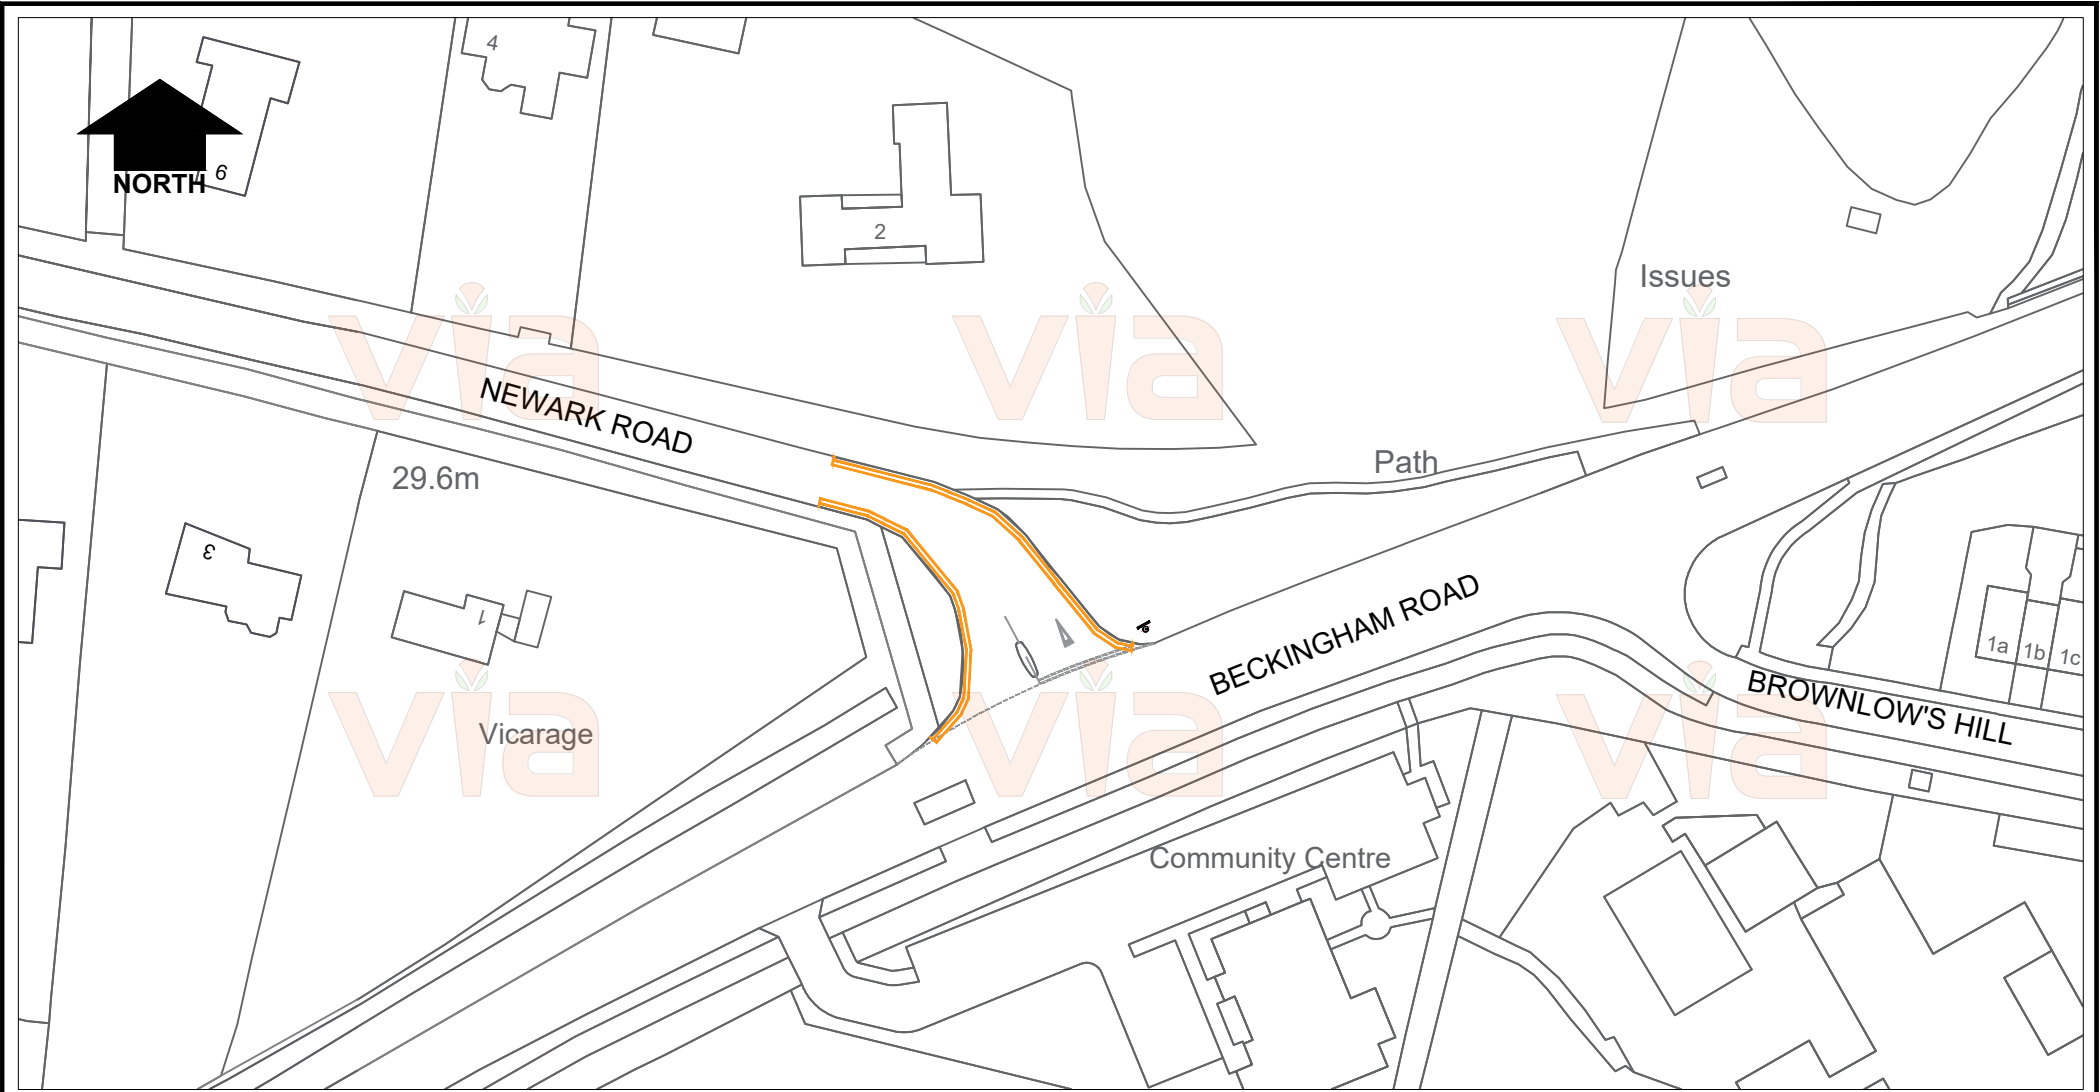 4
6
NORTH
2
Issues
NEWARK ROAD
29.6m
Path
3
1
BECKINGHAM ROAD
1a
1b
1c
BROWNLOW'S HILL
Vicarage
Community Centre
via
via
via
via
via
via